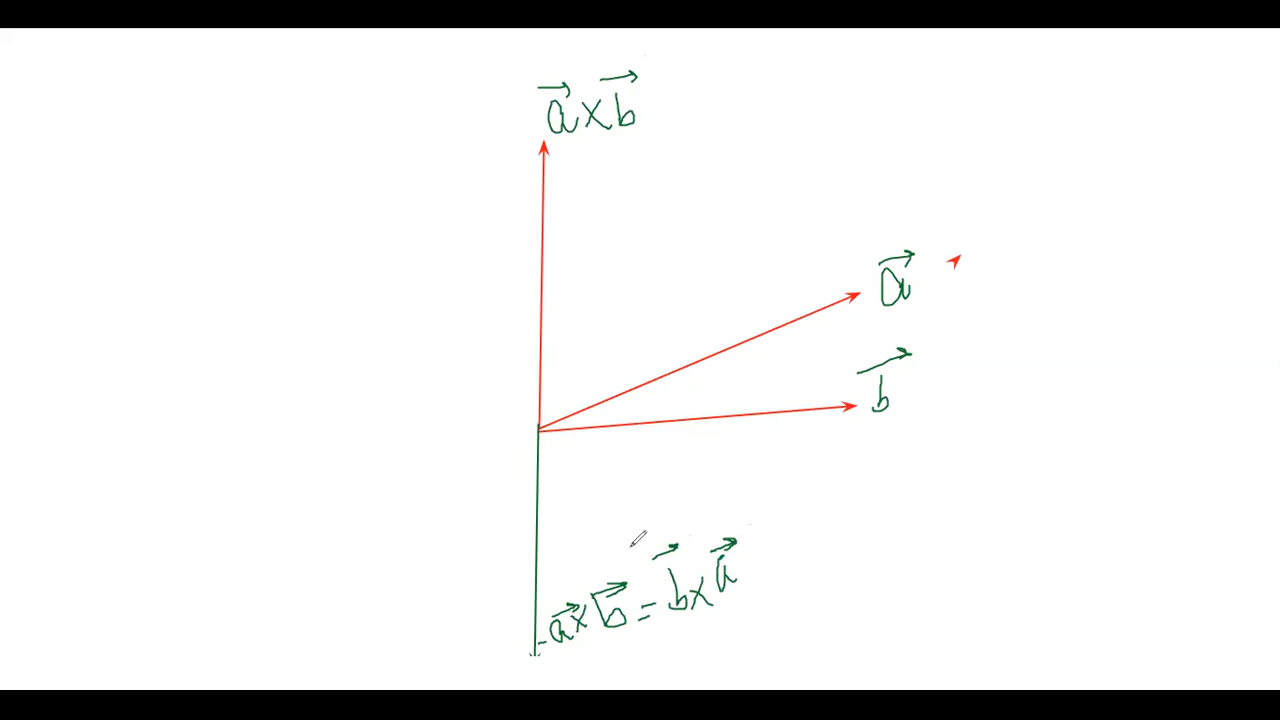 a⃗ × b⃗
a⃗
b⃗
-a⃗ × b⃗ = b⃗ × a⃗